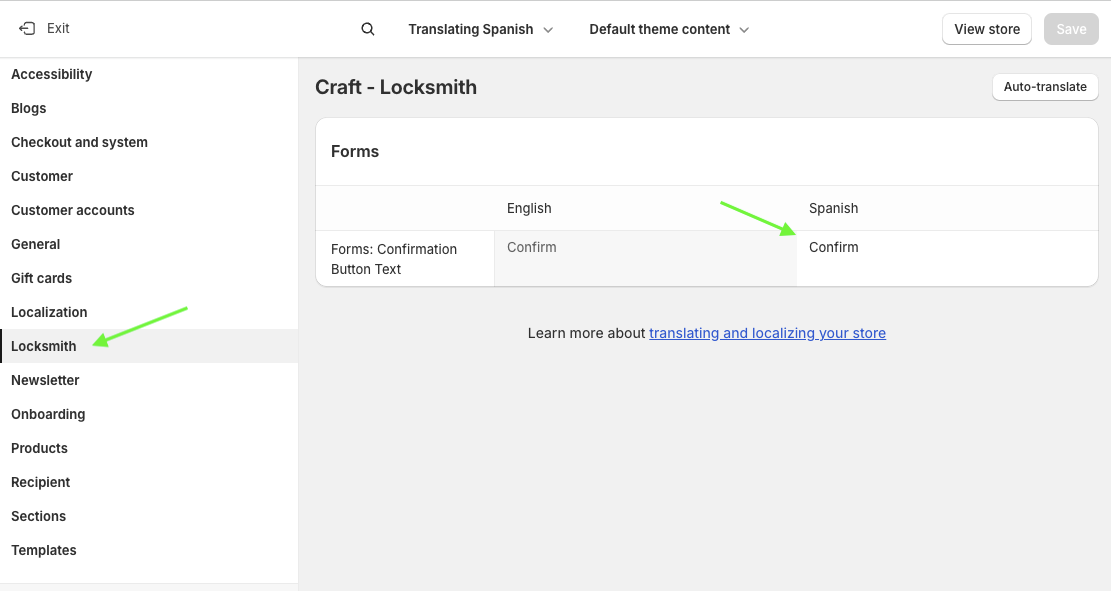 Exit
Translating Spanish
Default theme content
View store
Save
Accessibility
Blogs
Checkout and system
Customer
Customer accounts
General
Gift cards
Localization
Locksmith
Newsletter
Onboarding
Products
Recipient
Sections
Templates
Craft - Locksmith
Auto-translate
Forms
English
Spanish
Forms: Confirmation
Button Text
Confirm
Confirm
Learn more about translating and localizing your store